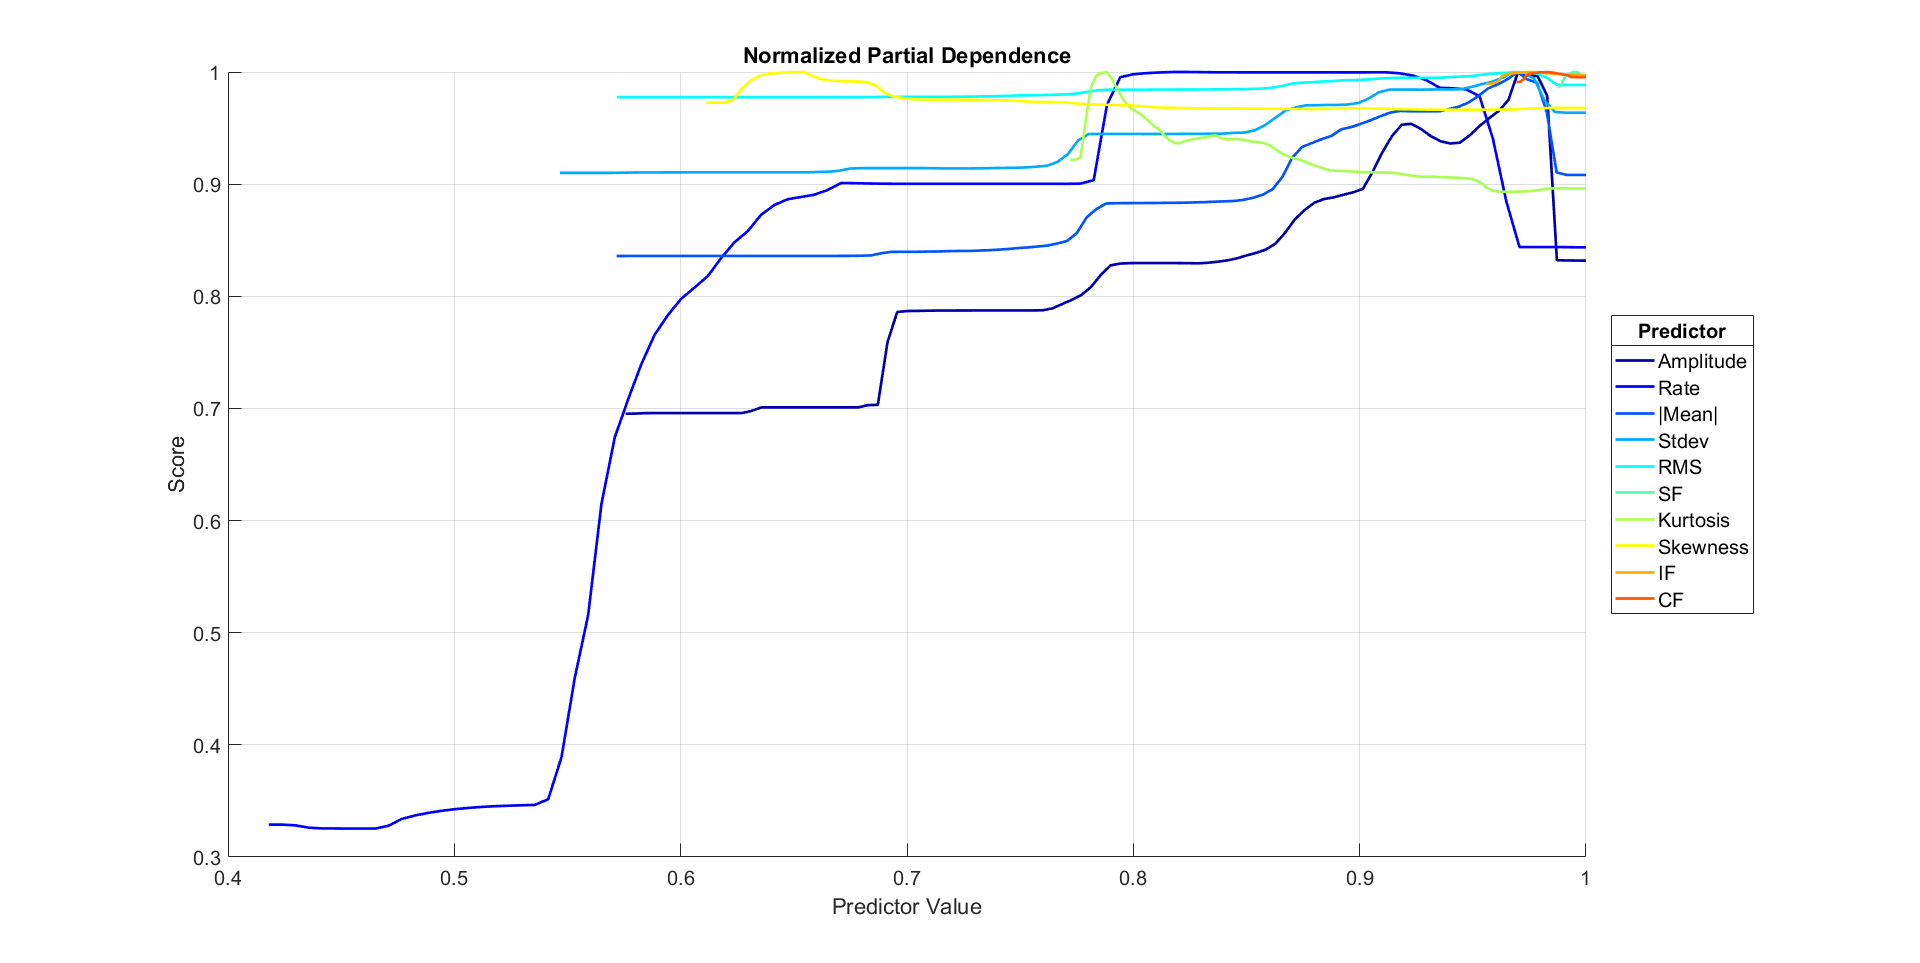 Normalized Partial Dependence
1
0.9
0.8
0.7
0.6
0.5
0.4
0.3
Score
0.4 0.5 0.6 0.7 0.8 0.9 1
Predictor Value
Predictor
Amplitude
Rate
|Mean|
Stdev
RMS
SF
Kurtosis
Skewness
IF
CF